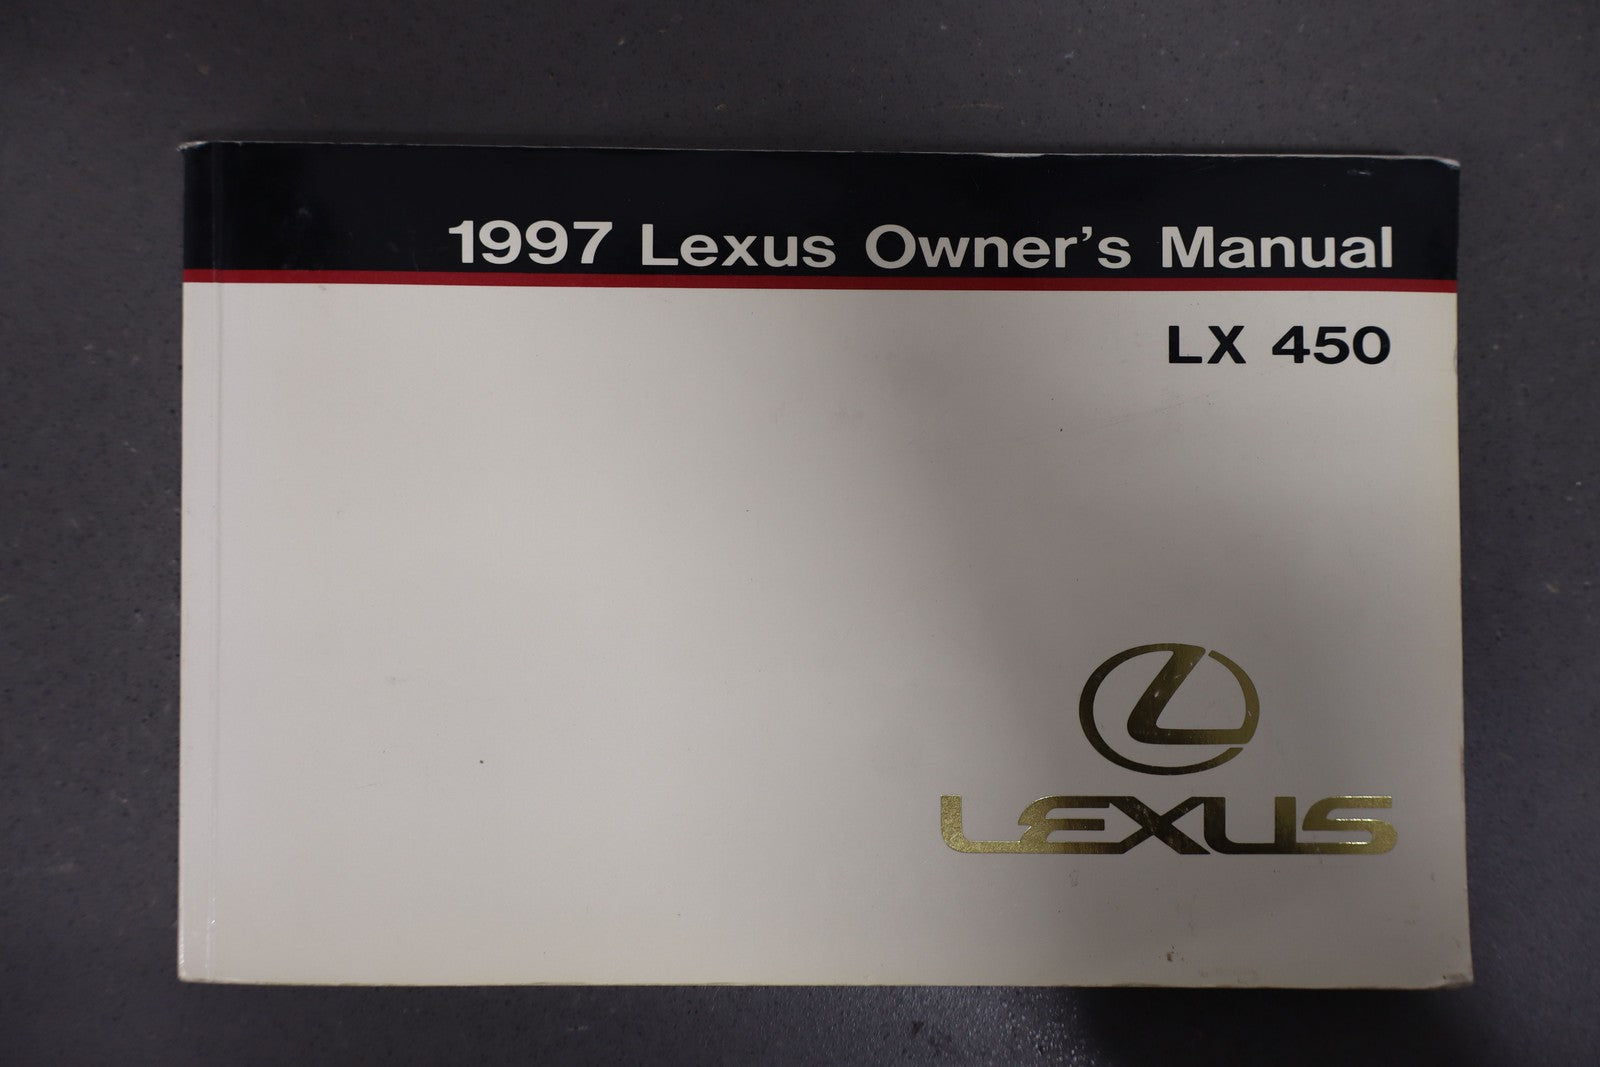 1997 Lexus Owner's Manual
LX 450
LEXUS